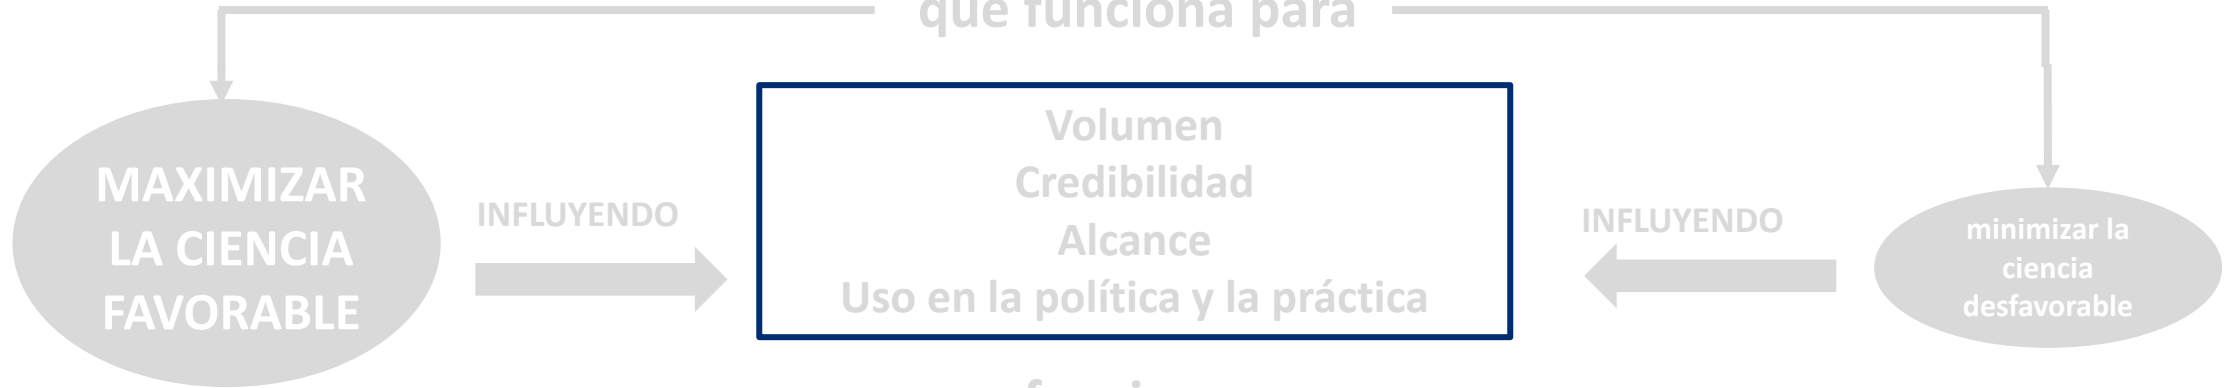 que funciona para
MAXIMIZAR
LA CIENCIA
FAVORABLE
INFLUYENDO
Volumen
Credibilidad
Alcance
Uso en la política y la práctica
INFLUYENDO
minimizar la
ciencia
desfavorable